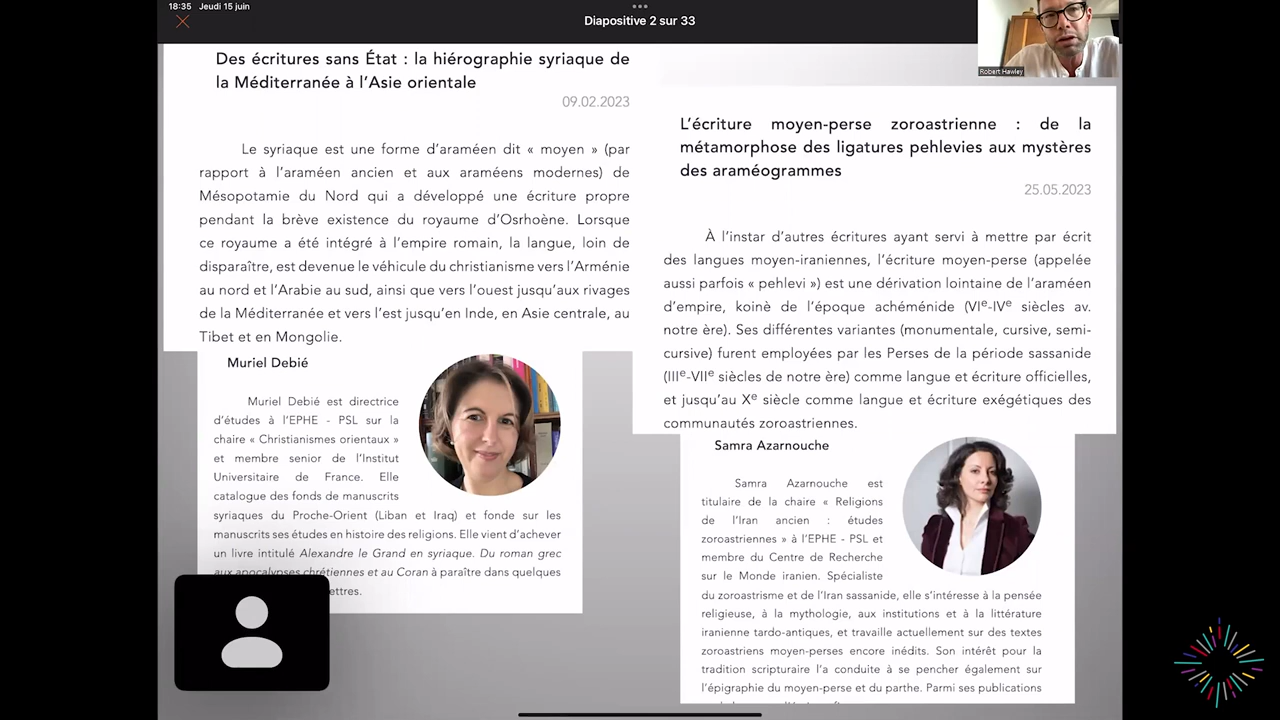 18:35 Jeudi 15 juin
Diapositive 2 sur 33
Robert Hawley
Des écritures sans État : la hiérographie syriaque de
la Méditerranée à l'Asie orientale
09.02.2023
Le syriaque est une forme d'araméen dit « moyen » (par
rapport à l'araméen ancien et aux araméens modernes) de
Mésopotamie du Nord qui a développé une écriture propre
pendant la brève existence du royaume d'Osrhoène. Lorsque
ce royaume a été intégré à l'empire romain, la langue, loin de
disparaître, est devenue le véhicule du christianisme vers l'Arménie
au nord et l'Arabie au sud, ainsi que vers l'ouest jusqu'aux rivages
de la Méditerranée et vers l'est jusqu'en Inde, en Asie centrale, au
Tibet et en Mongolie.
Muriel Debié
Muriel Debié est directrice
d'études à l'EPHE - PSL sur la
chaire « Christianismes orientaux »
et membre senior de l'Institut
Universitaire de France. Elle
catalogue des fonds de manuscrits
syriaques du Proche-Orient (Liban et Iraq) et fonde sur les
manuscrits ses études en histoire des religions. Elle vient d'achever
un livre intitulé Alexandre le Grand en syriaque. Du roman grec
aux apocalypses chrétiennes et au Coran à paraître dans quelques
ettres.
L'écriture moyen-perse zoroastrienne : de la
métamorphose des ligatures pehlevies aux mystères
des araméogrammes
25.05.2023
À l'instar d'autres écritures ayant servi à mettre par écrit
des langues moyen-iraniennes, l'écriture moyen-perse (appelée
aussi parfois « pehlevi ») est une dérivation lointaine de l'araméen
d'empire, koinè de l'époque achéménide (VIe-IVe siècles av.
notre ère). Ses différentes variantes (monumentale, cursive, semi-
cursive) furent employées par les Perses de la période sassanide
(IIIe-VIIe siècles de notre ère) comme langue et écriture officielles,
et jusqu'au Xe siècle comme langue et écriture exégétiques des
communautés zoroastriennes.
Samra Azarnouche
Samra Azarnouche est
titulaire de la chaire « Religions
de l'Iran ancien : études
zoroastriennes » à l'EPHE - PSL et
membre du Centre de Recherche
sur le Monde iranien. Spécialiste
du zoroastrisme et de l'Iran sassanide, elle s'intéresse à la pensée
religieuse, à la mythologie, aux institutions et à la littérature
iranienne tardo-antiques, et travaille actuellement sur des textes
zoroastriens moyen-perses encore inédits. Son intérêt pour la
tradition scripturaire l'a conduite à se pencher également sur
l'épigraphie du moyen-perse et du parthe. Parmi ses publications